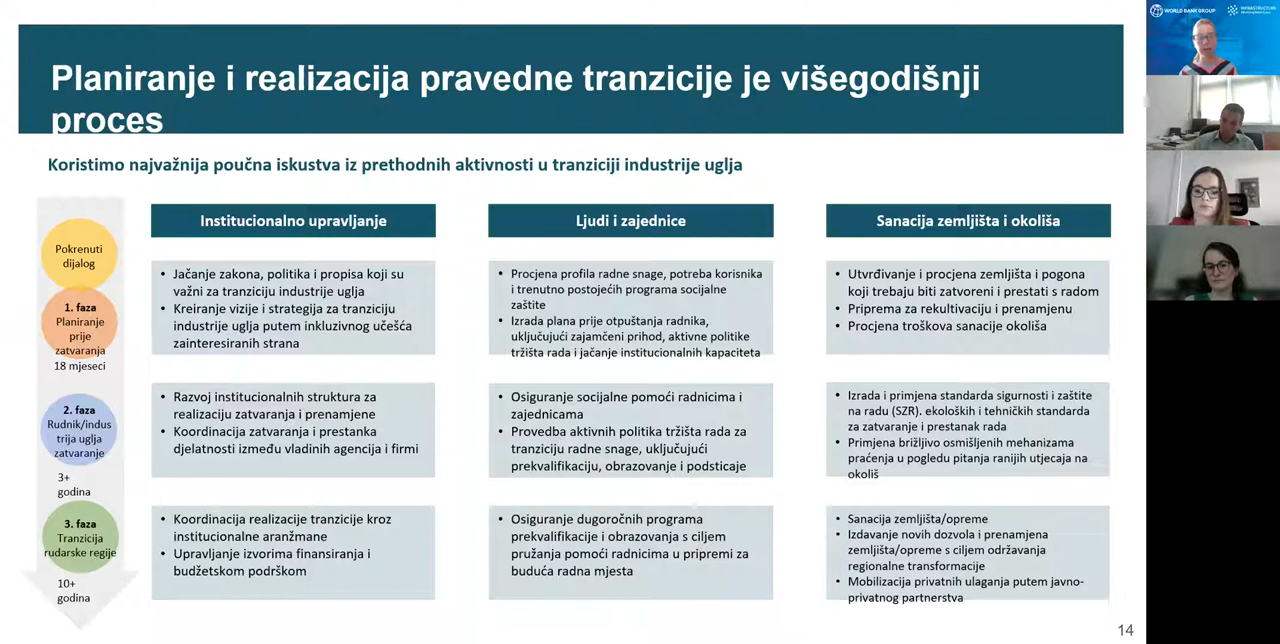 Planiranje i realizacija pravedne tranzicije je višegodišnji
proces
Koristimo najvažnija poučna iskustva iz prethodnih aktivnosti u tranziciji industrije uglja
Institucionalno upravljanje
Ljudi i zajednice
Sanacija zemljišta i okoliša
Pokrenuti
dijalog
1. faza
Planiranje
prije
zatvaranja
18 mjeseci
• Jačanje zakona, politika i propisa koji su
važni za tranziciju industrije uglja
• Kreiranje vizije i strategija za tranziciju
industrije uglja putem inkluzivnog učešća
zainteresiranih strana
• Procjena profila radne snage, potreba korisnika
i trenutno postojećih programa socijalne
zaštite
• Izrada plana prije otpuštanja radnika,
uključujući zajamčeni prihod, aktivne politike
tržišta rada i jačanje institucionalnih kapaciteta
• Utvrđivanje i procjena zemljišta i pogona
koji trebaju biti zatvoreni i prestati s radom
• Priprema za rekultivaciju i prenamjenu
• Procjena troškova sanacije okoliša
2. faza
Rudnik/indus
trija uglja
zatvaranje
3+
godina
• Razvoj institucionalnih struktura za
realizaciju zatvaranja i prenamjene
• Koordinacija zatvaranja i prestanka
djelatnosti između vladinih agencija i firmi
• Osiguranje socijalne pomoći radnicima i
zajednicama
• Provedba aktivnih politika tržišta rada za
tranziciju radne snage, uključujući
prekvalifikaciju, obrazovanje i podsticaje
• Izrada i primjena standarda sigurnosti i zaštite
na radu (SZR). ekoloških i tehničkih standarda
za zatvaranje i prestanak rada
• Primjena brižljivo osmišljenih mehanizama
praćenja u pogledu pitanja ranijih utjecaja na
okoliš
3. faza
Tranzicija
rudarske regije
10+
godina
• Koordinacija realizacije tranzicije kroz
institucionalne aranžmane
• Upravljanje izvorima finansiranja i
budžetskom podrškom
• Osiguranje dugoročnih programa
prekvalifikacije i obrazovanja s ciljem
pružanja pomoći radnicima u pripremi za
buduća radna mjesta
• Sanacija zemljišta/opreme
• Izdavanje novih dozvola i prenamjena
zemljišta/opreme s ciljem održavanja
regionalne transformacije
• Mobilizacija privatnih ulaganja putem javno-
privatnog partnerstva
14
WORLD BANK GROUP